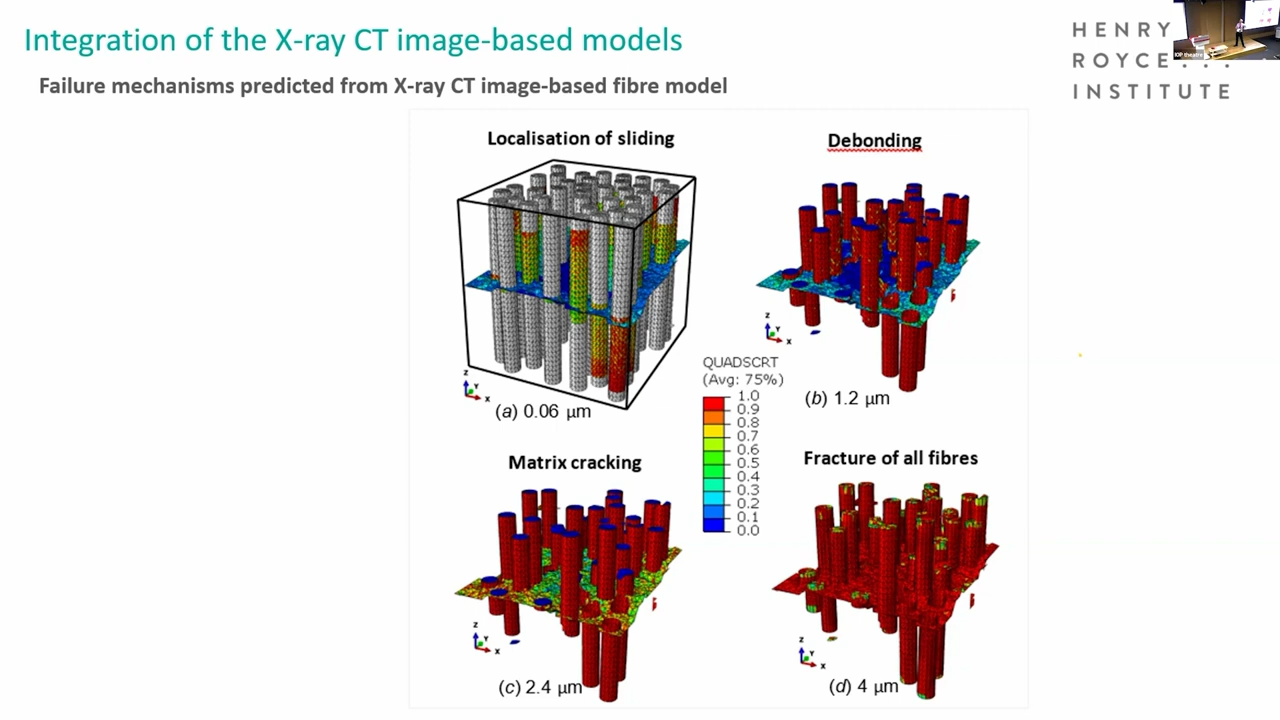 Integration of the X-ray CT image-based models
Failure mechanisms predicted from X-ray CT image-based fibre model
HENRY
ROYCE . . .
INSTITUTE
IOP theatre
Localisation of sliding
Debonding
z
Y
x
(a) 0.06 µm
z
Y
x
(b) 1.2 µm
QUADSCRT
(Avg: 75%)
1.0
0.9
0.8
0.7
0.6
0.5
0.4
0.3
0.2
0.1
0.0
Matrix cracking
Fracture of all fibres
z
Y
x
(c) 2.4 µm
z
Y
x
(d) 4 µm